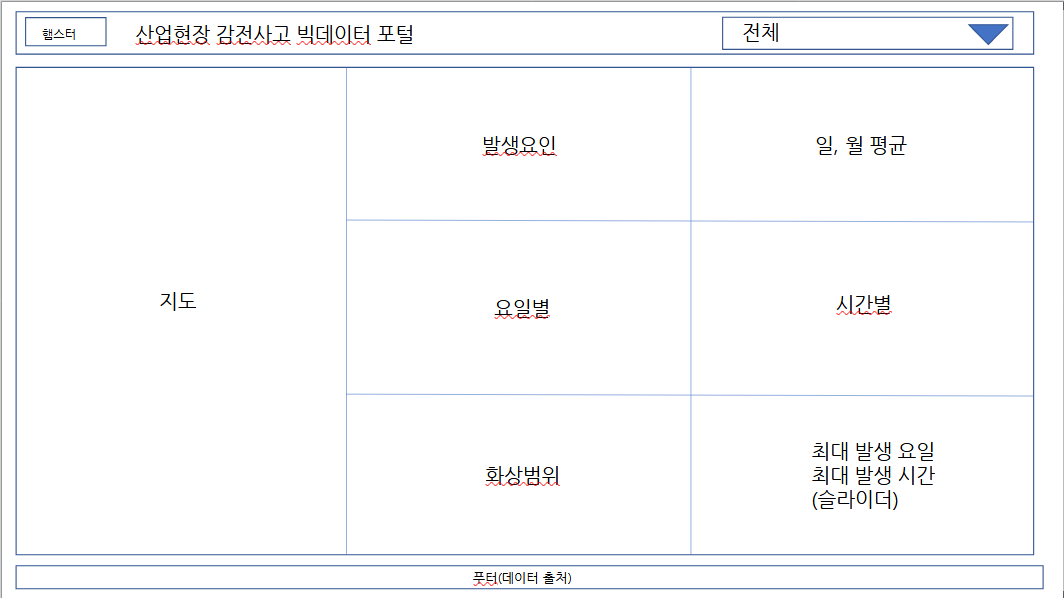 햄스터
산업현장 감전사고 빅데이터 포털
전체
지도
발생요인
일, 월 평균
요일별
시간별
화상범위
최대 발생 요일
최대 발생 시간
(슬라이더)
풋터(데이터 출처)